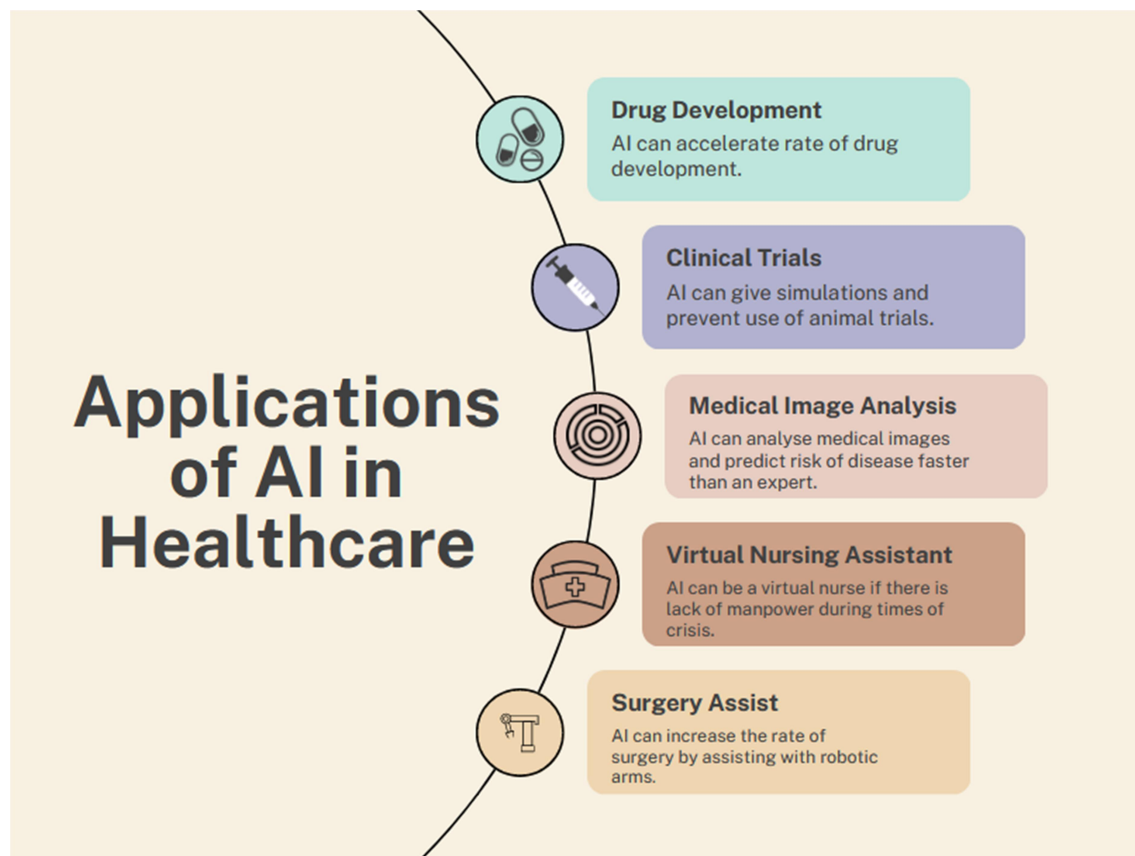 Applications
of AI in
Healthcare
Drug Development
AI can accelerate rate of drug
development.
Clinical Trials
AI can give simulations and
prevent use of animal trials.
Medical Image Analysis
AI can analyse medical images
and predict risk of disease faster
than an expert.
Virtual Nursing Assistant
AI can be a virtual nurse if there is
lack of manpower during times of
crisis.
Surgery Assist
AI can increase the rate of
surgery by assisting with robotic
arms.